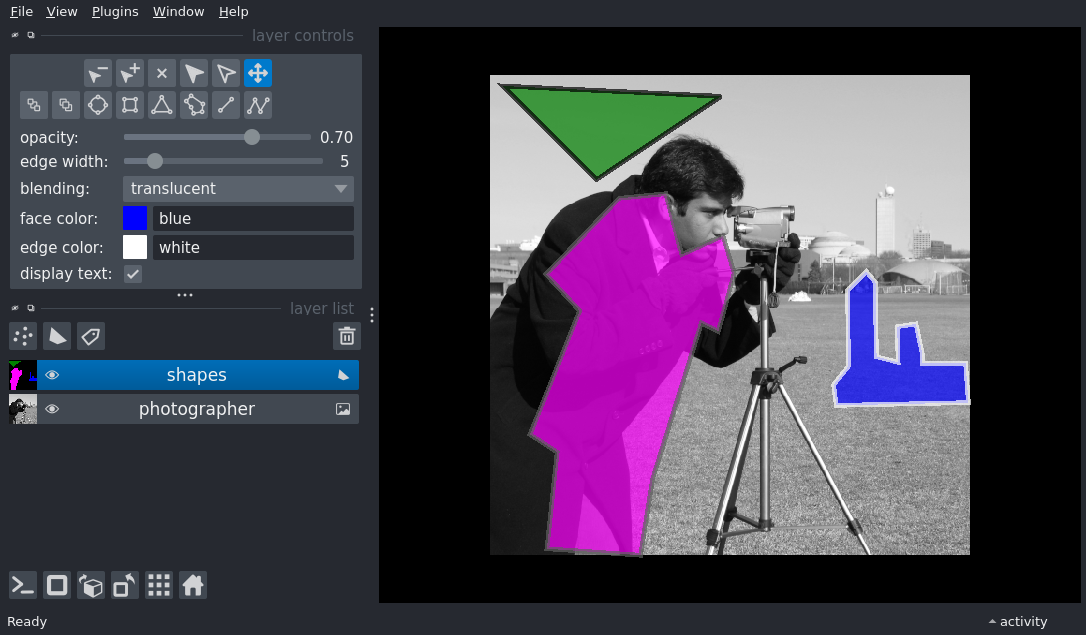 File View Plugins Window Help
layer controls
opacity: 0.70
edge width: 5
blending: translucent
face color: blue
edge color: white
display text:
layer list
shapes
photographer
Ready
activity